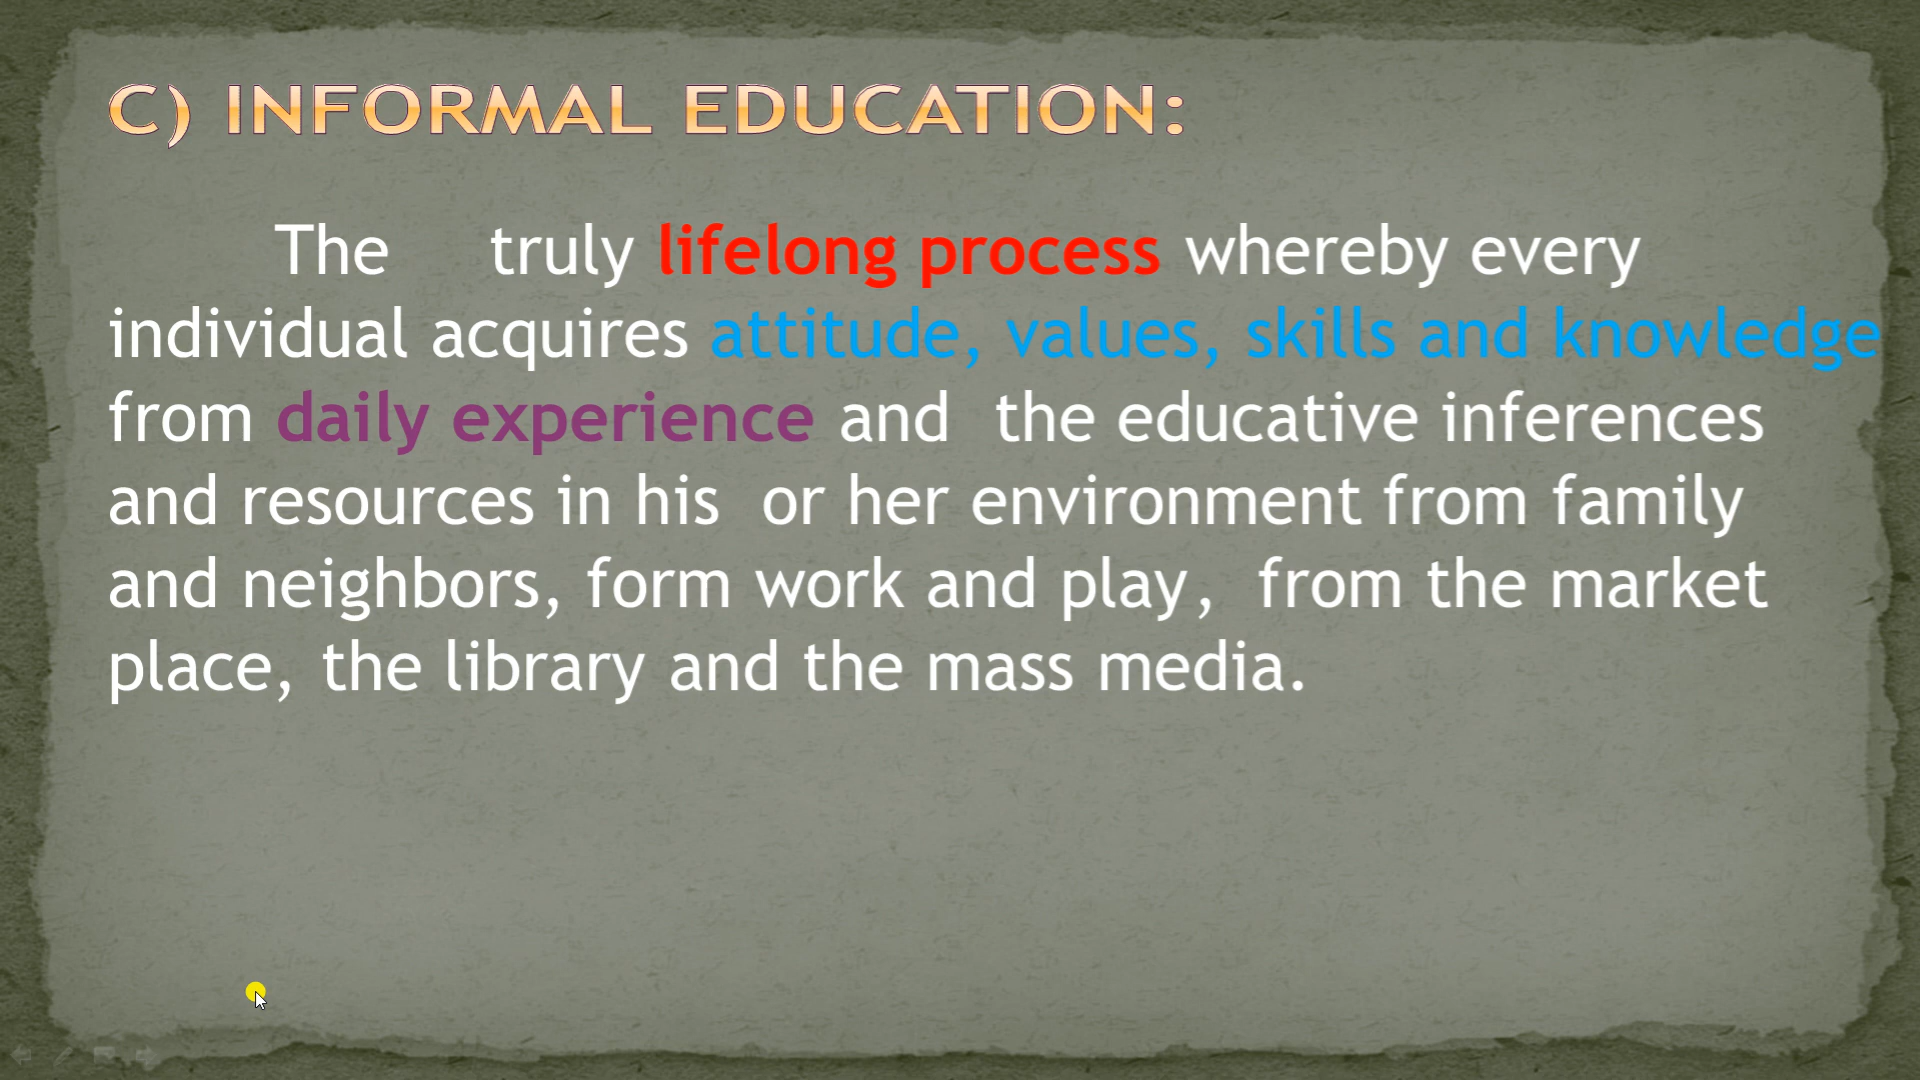 C) INFORMAL EDUCATION:
The truly lifelong process whereby every
individual acquires attitude, values, skills and knowledge
from daily experience and the educative inferences
and resources in his or her environment from family
and neighbors, form work and play, from the market
place, the library and the mass media.